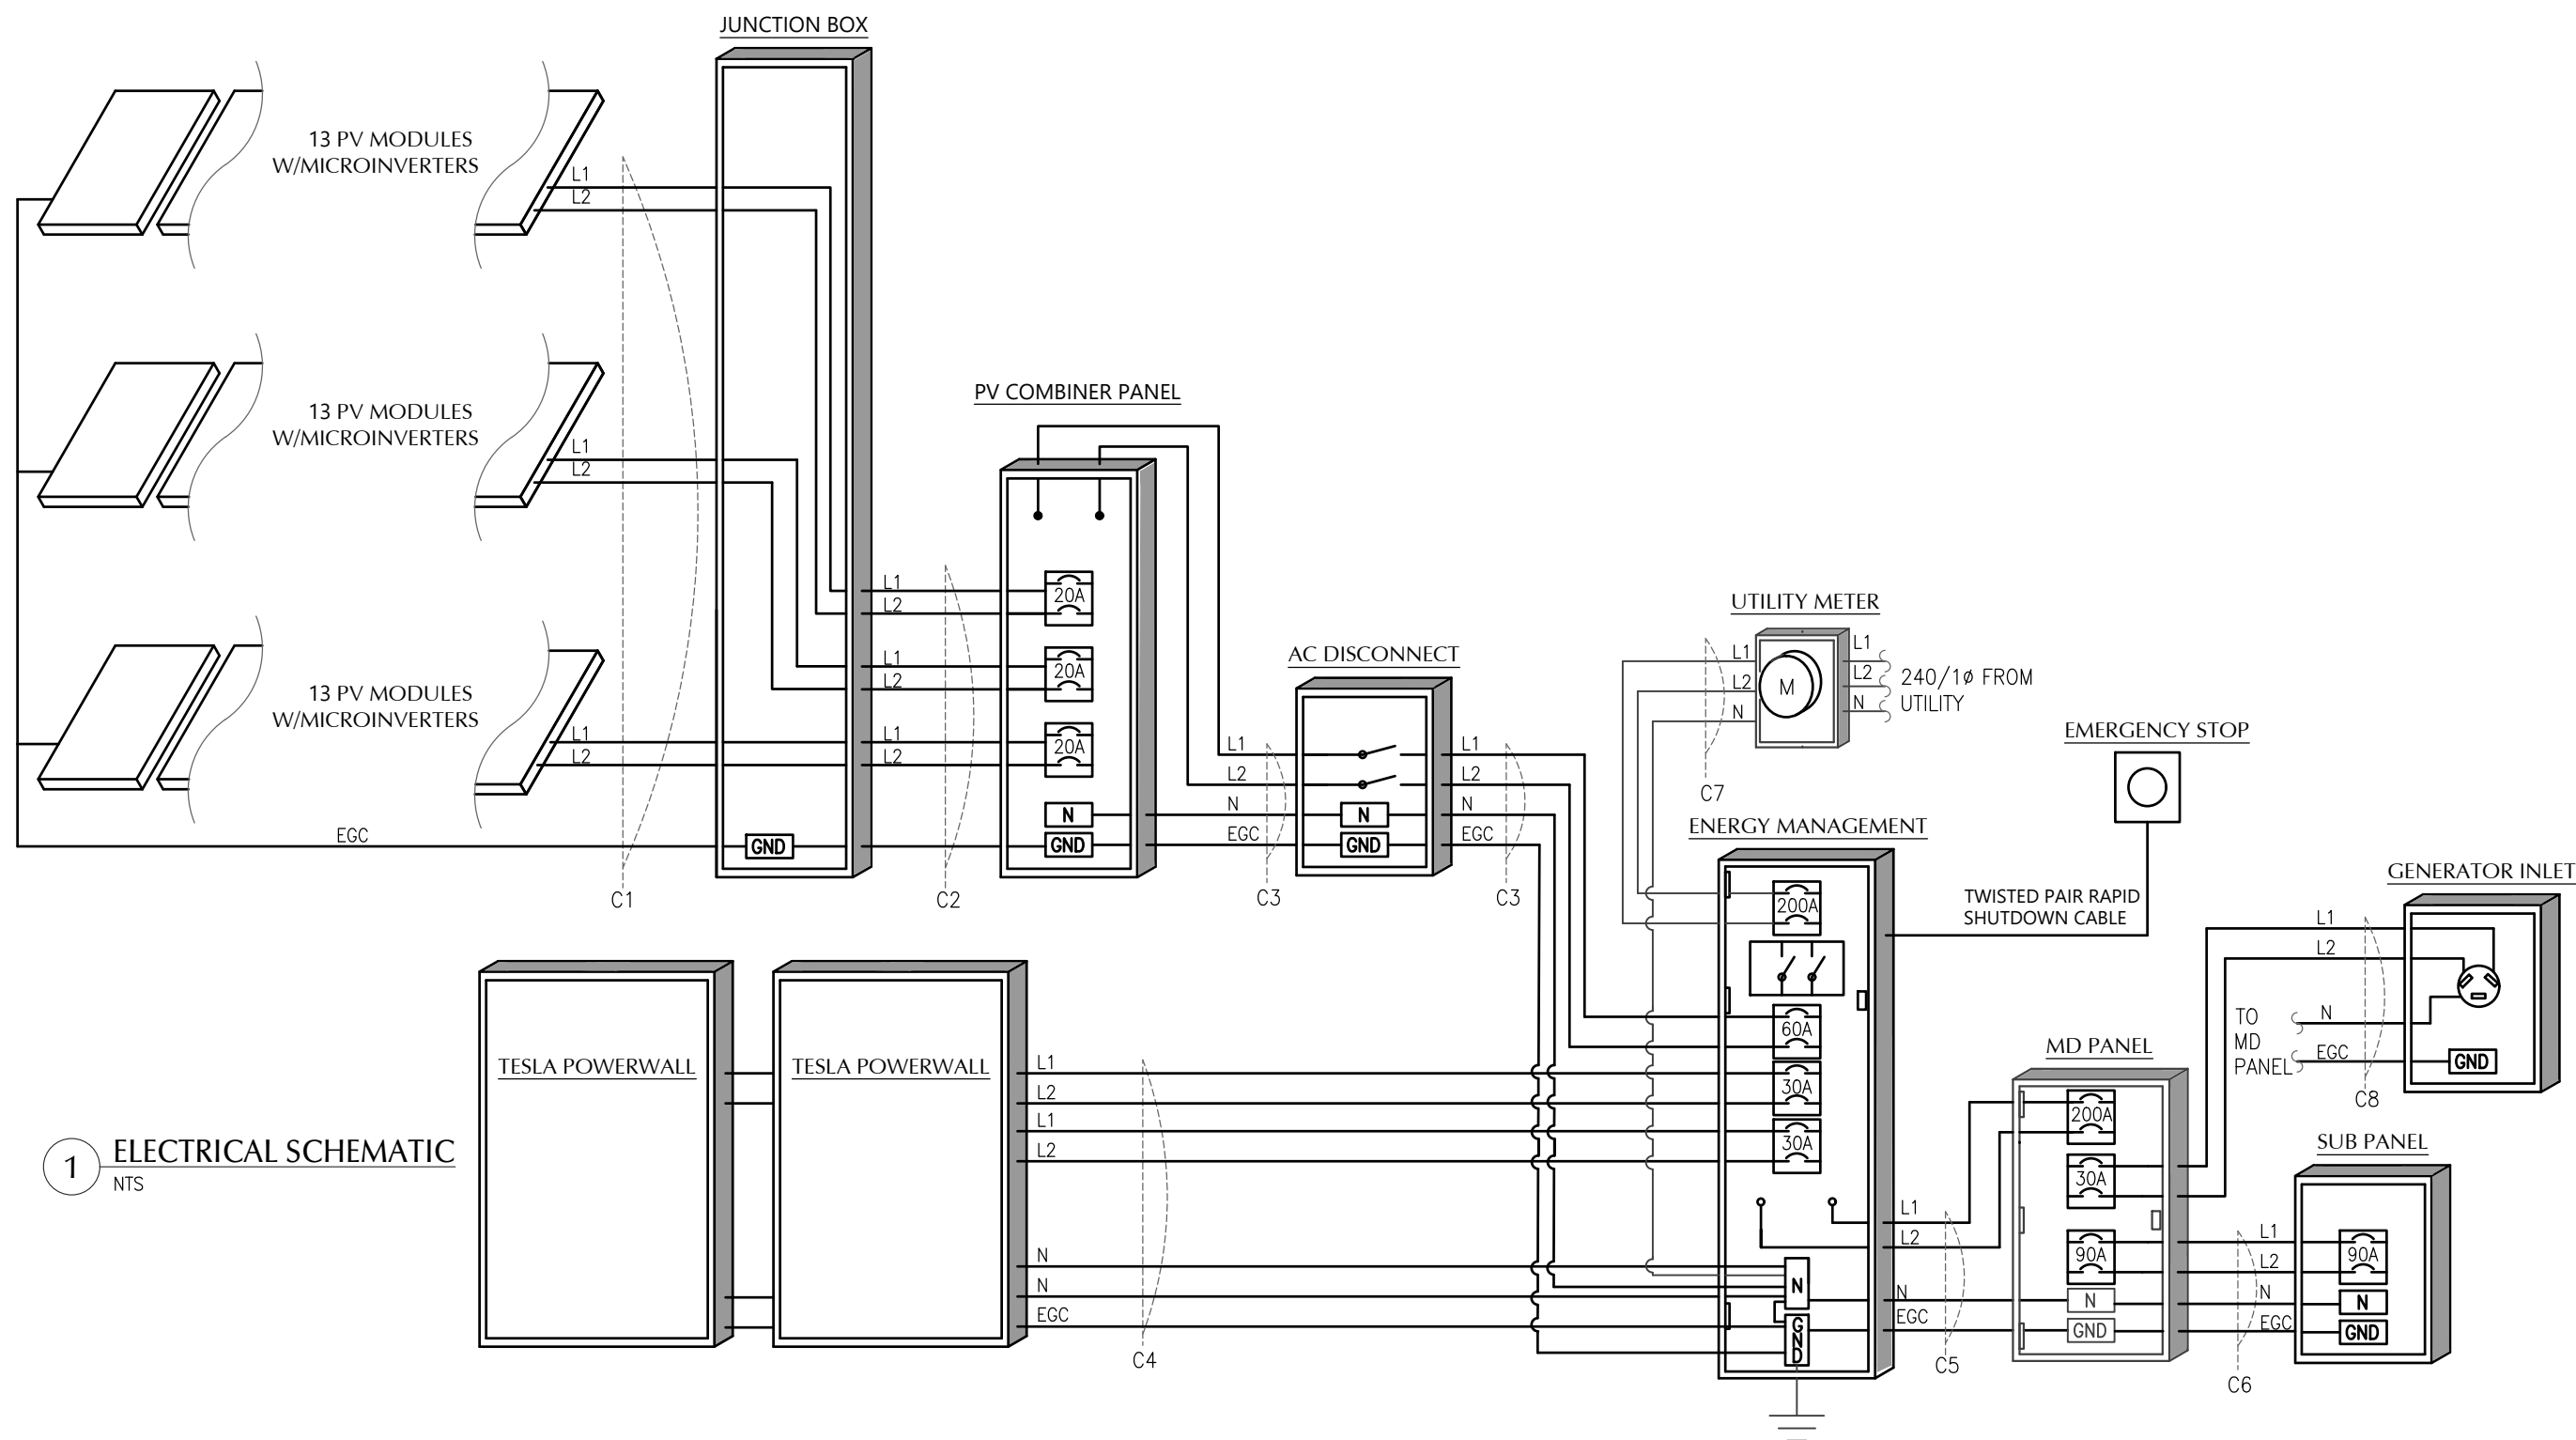 JUNCTION BOX
13 PV MODULES
W/MICROINVERTERS
L1
L2
13 PV MODULES
W/MICROINVERTERS
L1
L2
13 PV MODULES
W/MICROINVERTERS
L1
L2
EGC
GND
C1
L1
L2
L1
L2
L1
L2
C2
PV COMBINER PANEL
20A
20A
20A
N
GND
L1
L2
N
EGC
C3
AC DISCONNECT
N
GND
L1
L2
N
EGC
C3
UTILITY METER
L1
L2
N
M
L1
L2
N
240/1Ø FROM
UTILITY
C7
EMERGENCY STOP
TWISTED PAIR RAPID
SHUTDOWN CABLE
ENERGY MANAGEMENT
200A
60A
30A
30A
N
GND
TESLA POWERWALL
TESLA POWERWALL
L1
L2
L1
L2
N
N
EGC
C4
L1
L2
N
EGC
C5
MD PANEL
200A
30A
90A
N
GND
GENERATOR INLET
L1
L2
N
EGC
TO
MD
PANEL
GND
C8
SUB PANEL
L1
L2
N
EGC
90A
N
GND
C6
1
ELECTRICAL SCHEMATIC
NTS